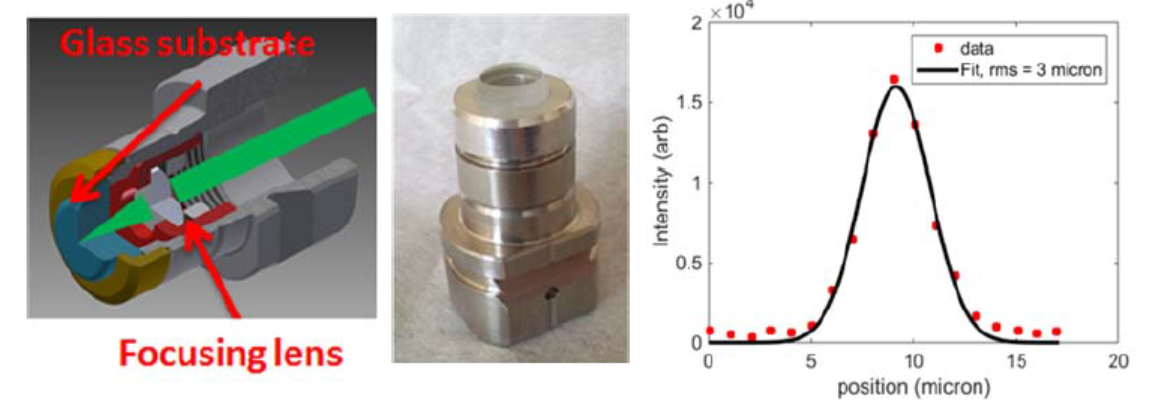 Glass substrate
Focusing lens
×10⁴
2
1.5
1
0.5
0
0
5
10
15
20
Intensity (arb)
position (micron)
data
Fit, rms = 3 micron